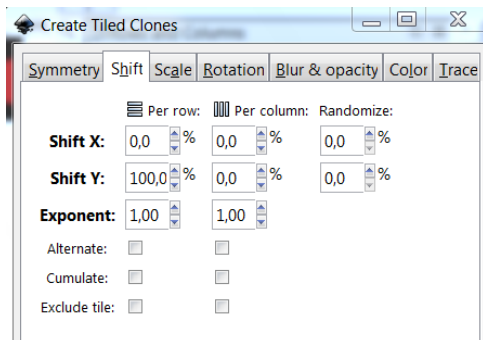 Create Tiled Clones
Symmetry Shift Scale Rotation Blur & opacity Color Trace
Per row: Per column: Randomize:
Shift X: 0,0 % 0,0 % 0,0 %
Shift Y: 100,0 % 0,0 % 0,0 %
Exponent: 1,00 1,00
Alternate:
Cumulate:
Exclude tile: